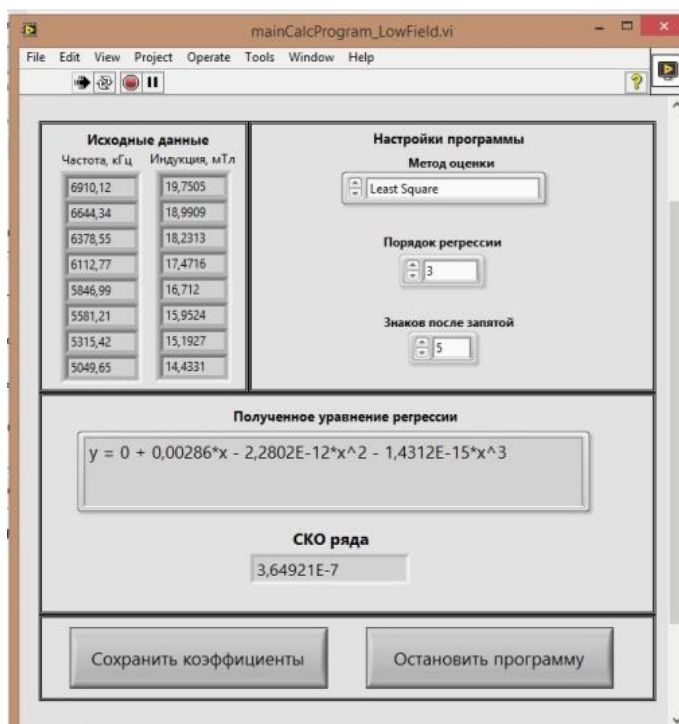 mainCalcProgram_LowField.vi
File Edit View Project Operate Tools Window Help
Исходные данные
Частота, кГц Индукция, мТл
6910,12 19,7505
6644,34 18,9909
6378,55 18,2313
6112,77 17,4716
5846,99 16,712
5581,21 15,9524
5315,42 15,1927
5049,65 14,4331
Настройки программы
Метод оценки
Least Square
Порядок регрессии
3
Знаков после запятой
5
Полученное уравнение регрессии
y = 0 + 0,00286*x - 2,2802E-12*x^2 - 1,4312E-15*x^3
СКО ряда
3,64921E-7
Сохранить коэффициенты
Остановить программу